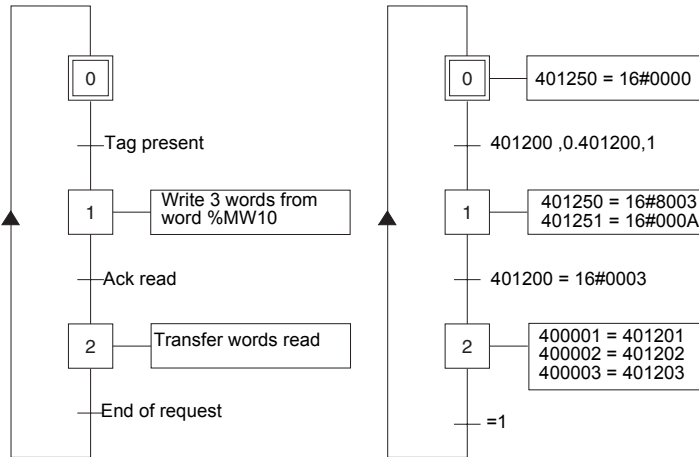 0
Tag present
1
Write 3 words from
word %MW10
Ack read
2
Transfer words read
End of request
0
401250 = 16#0000
401200 ,0.401200,1
1
401250 = 16#8003
401251 = 16#000A
401200 = 16#0003
2
400001 = 401201
400002 = 401202
400003 = 401203
=1